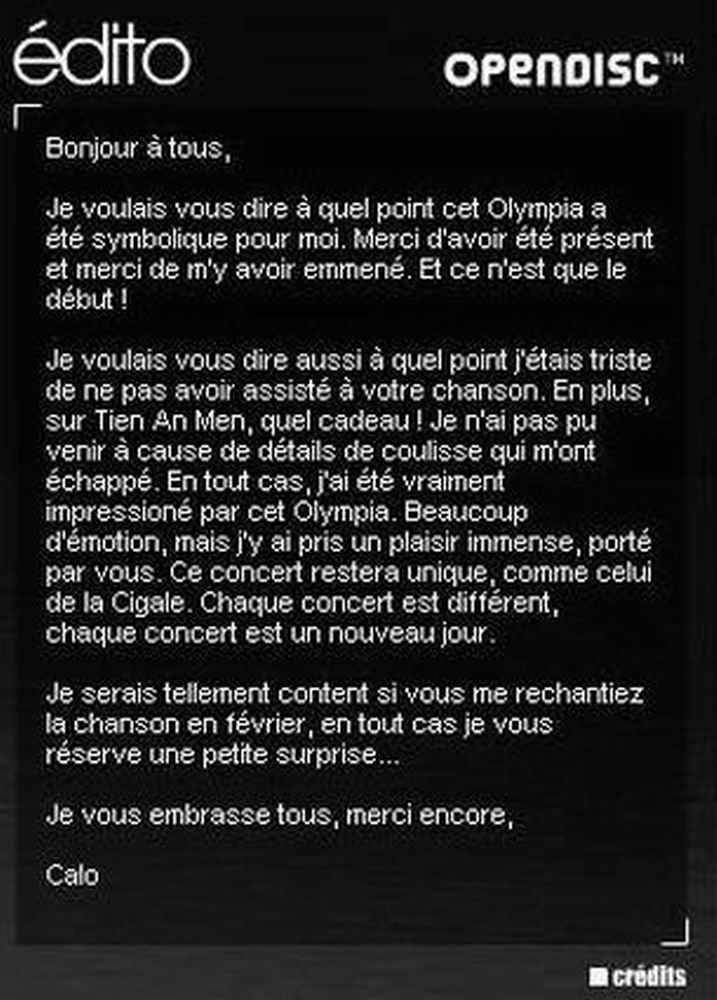 édito
OPENDISC™
Bonjour à tous,
Je voulais vous dire à quel point cet Olympia a
été symbolique pour moi. Merci d'avoir été présent
et merci de m'y avoir emmené. Et ce n'est que le
début !
Je voulais vous dire aussi à quel point j'étais triste
de ne pas avoir assisté à votre chanson. En plus,
sur Tien An Men, quel cadeau ! Je n'ai pas pu
venir à cause de détails de coulisse qui m'ont
échappé. En tout cas, j'ai été vraiment
impressioné par cet Olympia. Beaucoup
d'émotion, mais j'y ai pris un plaisir immense, porté
par vous. Ce concert restera unique, comme celui
de la Cigale. Chaque concert est différent,
chaque concert est un nouveau jour.
Je serais tellement content si vous me rechantiez
la chanson en février, en tout cas je vous
réserve une petite surprise...
Je vous embrasse tous, merci encore,
Calo
crédits